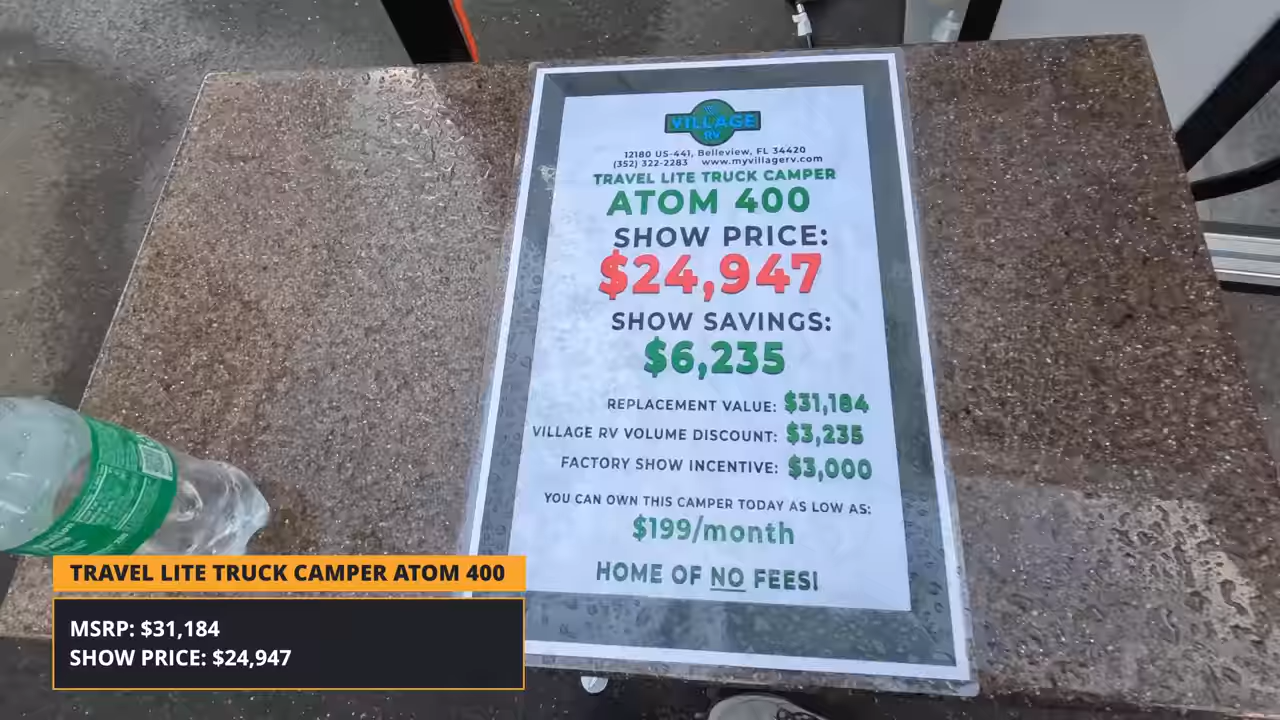 VILLAGE
RV
12180 US-441, Belleview, FL 34420
(352) 322-2283 www.myvillagerv.com
TRAVEL LITE TRUCK CAMPER
ATOM 400
SHOW PRICE:
$24,947
SHOW SAVINGS:
$6,235
REPLACEMENT VALUE: $31,184
VILLAGE RV VOLUME DISCOUNT: $3,235
FACTORY SHOW INCENTIVE: $3,000
YOU CAN OWN THIS CAMPER TODAY AS LOW AS:
$199/month
HOME OF NO FEES!
TRAVEL LITE TRUCK CAMPER ATOM 400
MSRP: $31,184
SHOW PRICE: $24,947